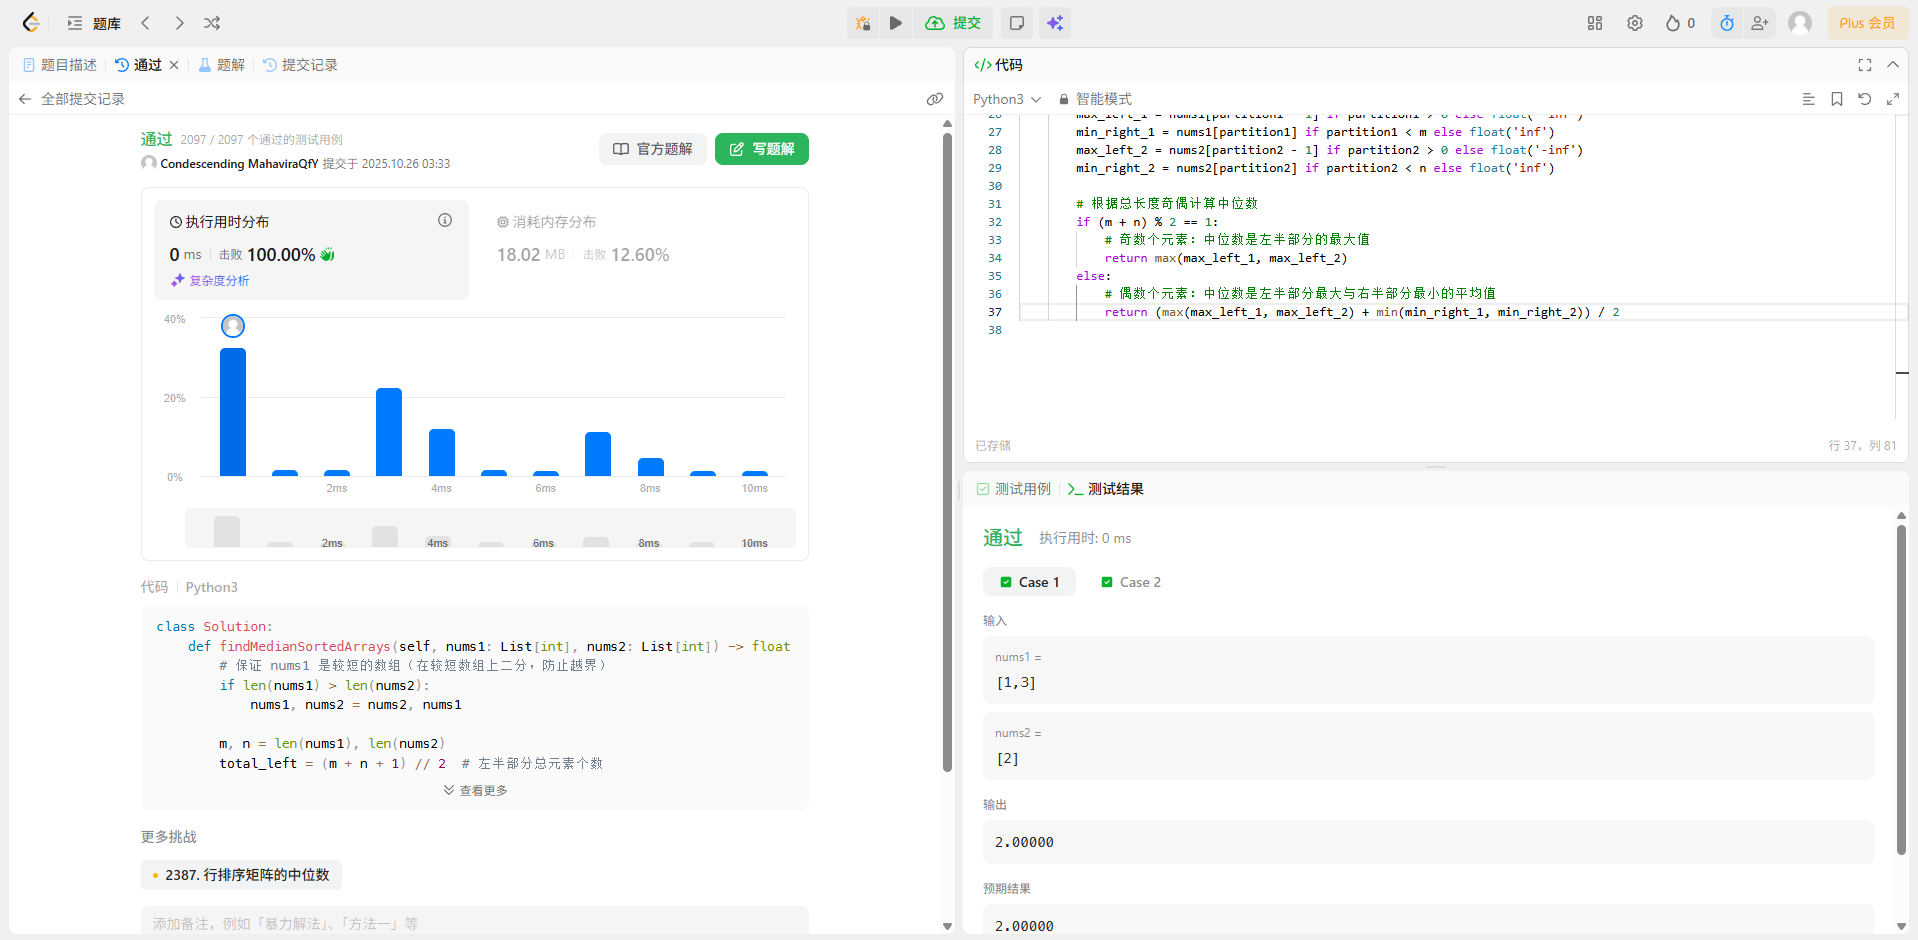 题库
提交
0
Plus 会员
题目描述
通过
题解
提交记录
全部提交记录
通过 2097 / 2097 个通过的测试用例
Condescending MahaviraQfY 提交于 2025.10.26 03:33
官方题解
写题解
执行用时分布
0 ms 击败 100.00%
复杂度分析
消耗内存分布
18.02 MB 击败 12.60%
40%
20%
0%
2ms
4ms
6ms
8ms
10ms
2ms
4ms
6ms
8ms
10ms
代码 Python3
class Solution:
def findMedianSortedArrays(self, nums1: List[int], nums2: List[int]) -> float
# 保证 nums1 是较短的数组（在较短数组上二分，防止越界）
if len(nums1) > len(nums2):
nums1, nums2 = nums2, nums1
m, n = len(nums1), len(nums2)
total_left = (m + n + 1) // 2  # 左半部分总元素个数
查看更多
更多挑战
2387. 行排序矩阵的中位数
添加备注，例如「暴力解法」、「方法一」等
代码
Python3
智能模式
26 max_left_1 = nums1[partition1 - 1] if partition1 > 0 else float('-inf')
27 min_right_1 = nums1[partition1] if partition1 < m else float('inf')
28 max_left_2 = nums2[partition2 - 1] if partition2 > 0 else float('-inf')
29 min_right_2 = nums2[partition2] if partition2 < n else float('inf')
30
31 # 根据总长度奇偶计算中位数
32 if (m + n) % 2 == 1:
33 # 奇数个元素：中位数是左半部分的最大值
34 return max(max_left_1, max_left_2)
35 else:
36 # 偶数个元素：中位数是左半部分最大与右半部分最小的平均值
37 return (max(max_left_1, max_left_2) + min(min_right_1, min_right_2)) / 2
38
已存储
行 37，列 81
测试用例
测试结果
通过 执行用时: 0 ms
Case 1
Case 2
输入
nums1 =
[1,3]
nums2 =
[2]
输出
2.00000
预期结果
2.00000